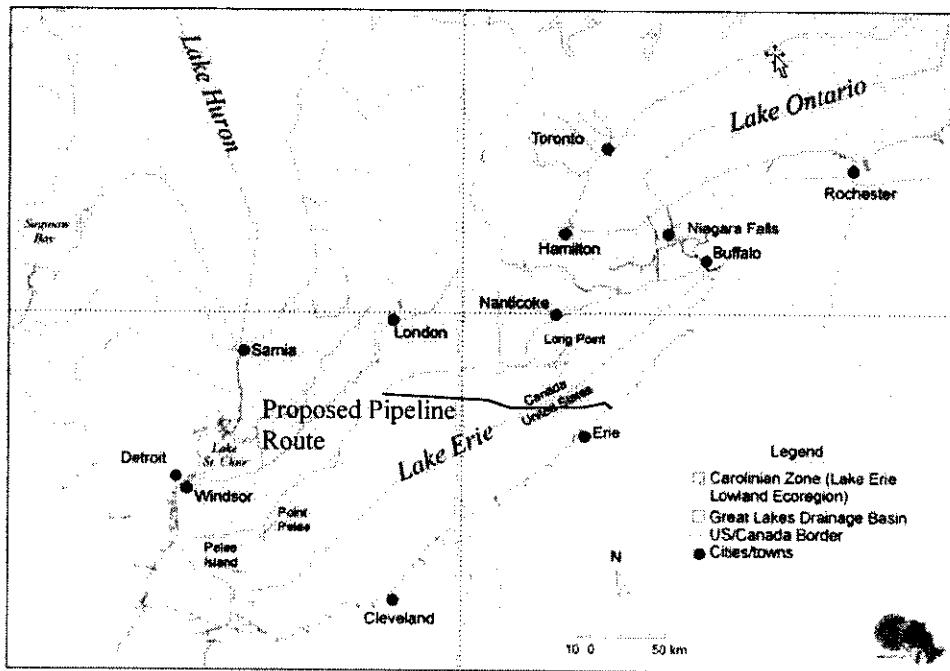 Lake Huron
Lake Ontario
Toronto
Rochester
Saginaw
Bay
Hamilton
Niagara Falls
Buffalo
Nanticoke
London
Long Point
Sarnia
Canada
United States
Proposed Pipeline
Route
Lake Erie
Erie
Lake
St. Clair
Detroit
Windsor
Point
Pelee
Pelee
Island
Cleveland
Legend
Carolinian Zone (Lake Erie
Lowland Ecoregion)
Great Lakes Drainage Basin
US/Canada Border
Cities/towns
N
10 0 50 km